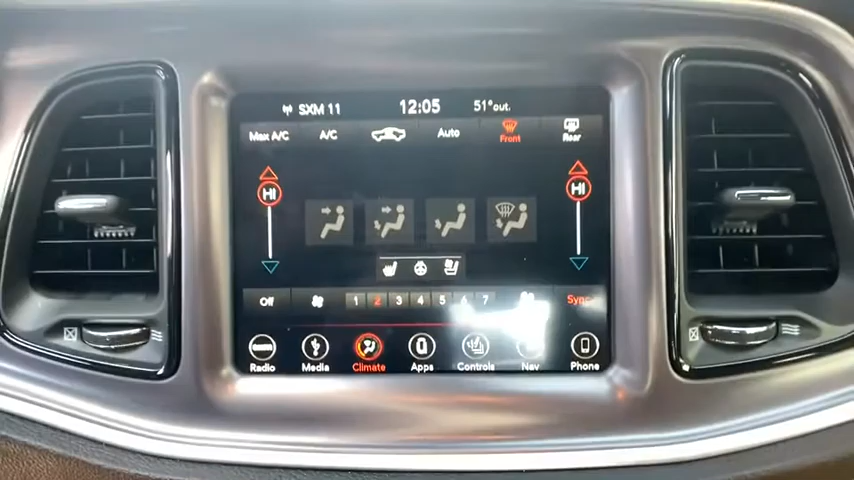 SXM 11 12:05 51°out.
Max A/C A/C Auto Front Rear
HI HI
Off 1 2 3 4 5 6 7 Sync
Radio Media Climate Apps Controls Nav Phone